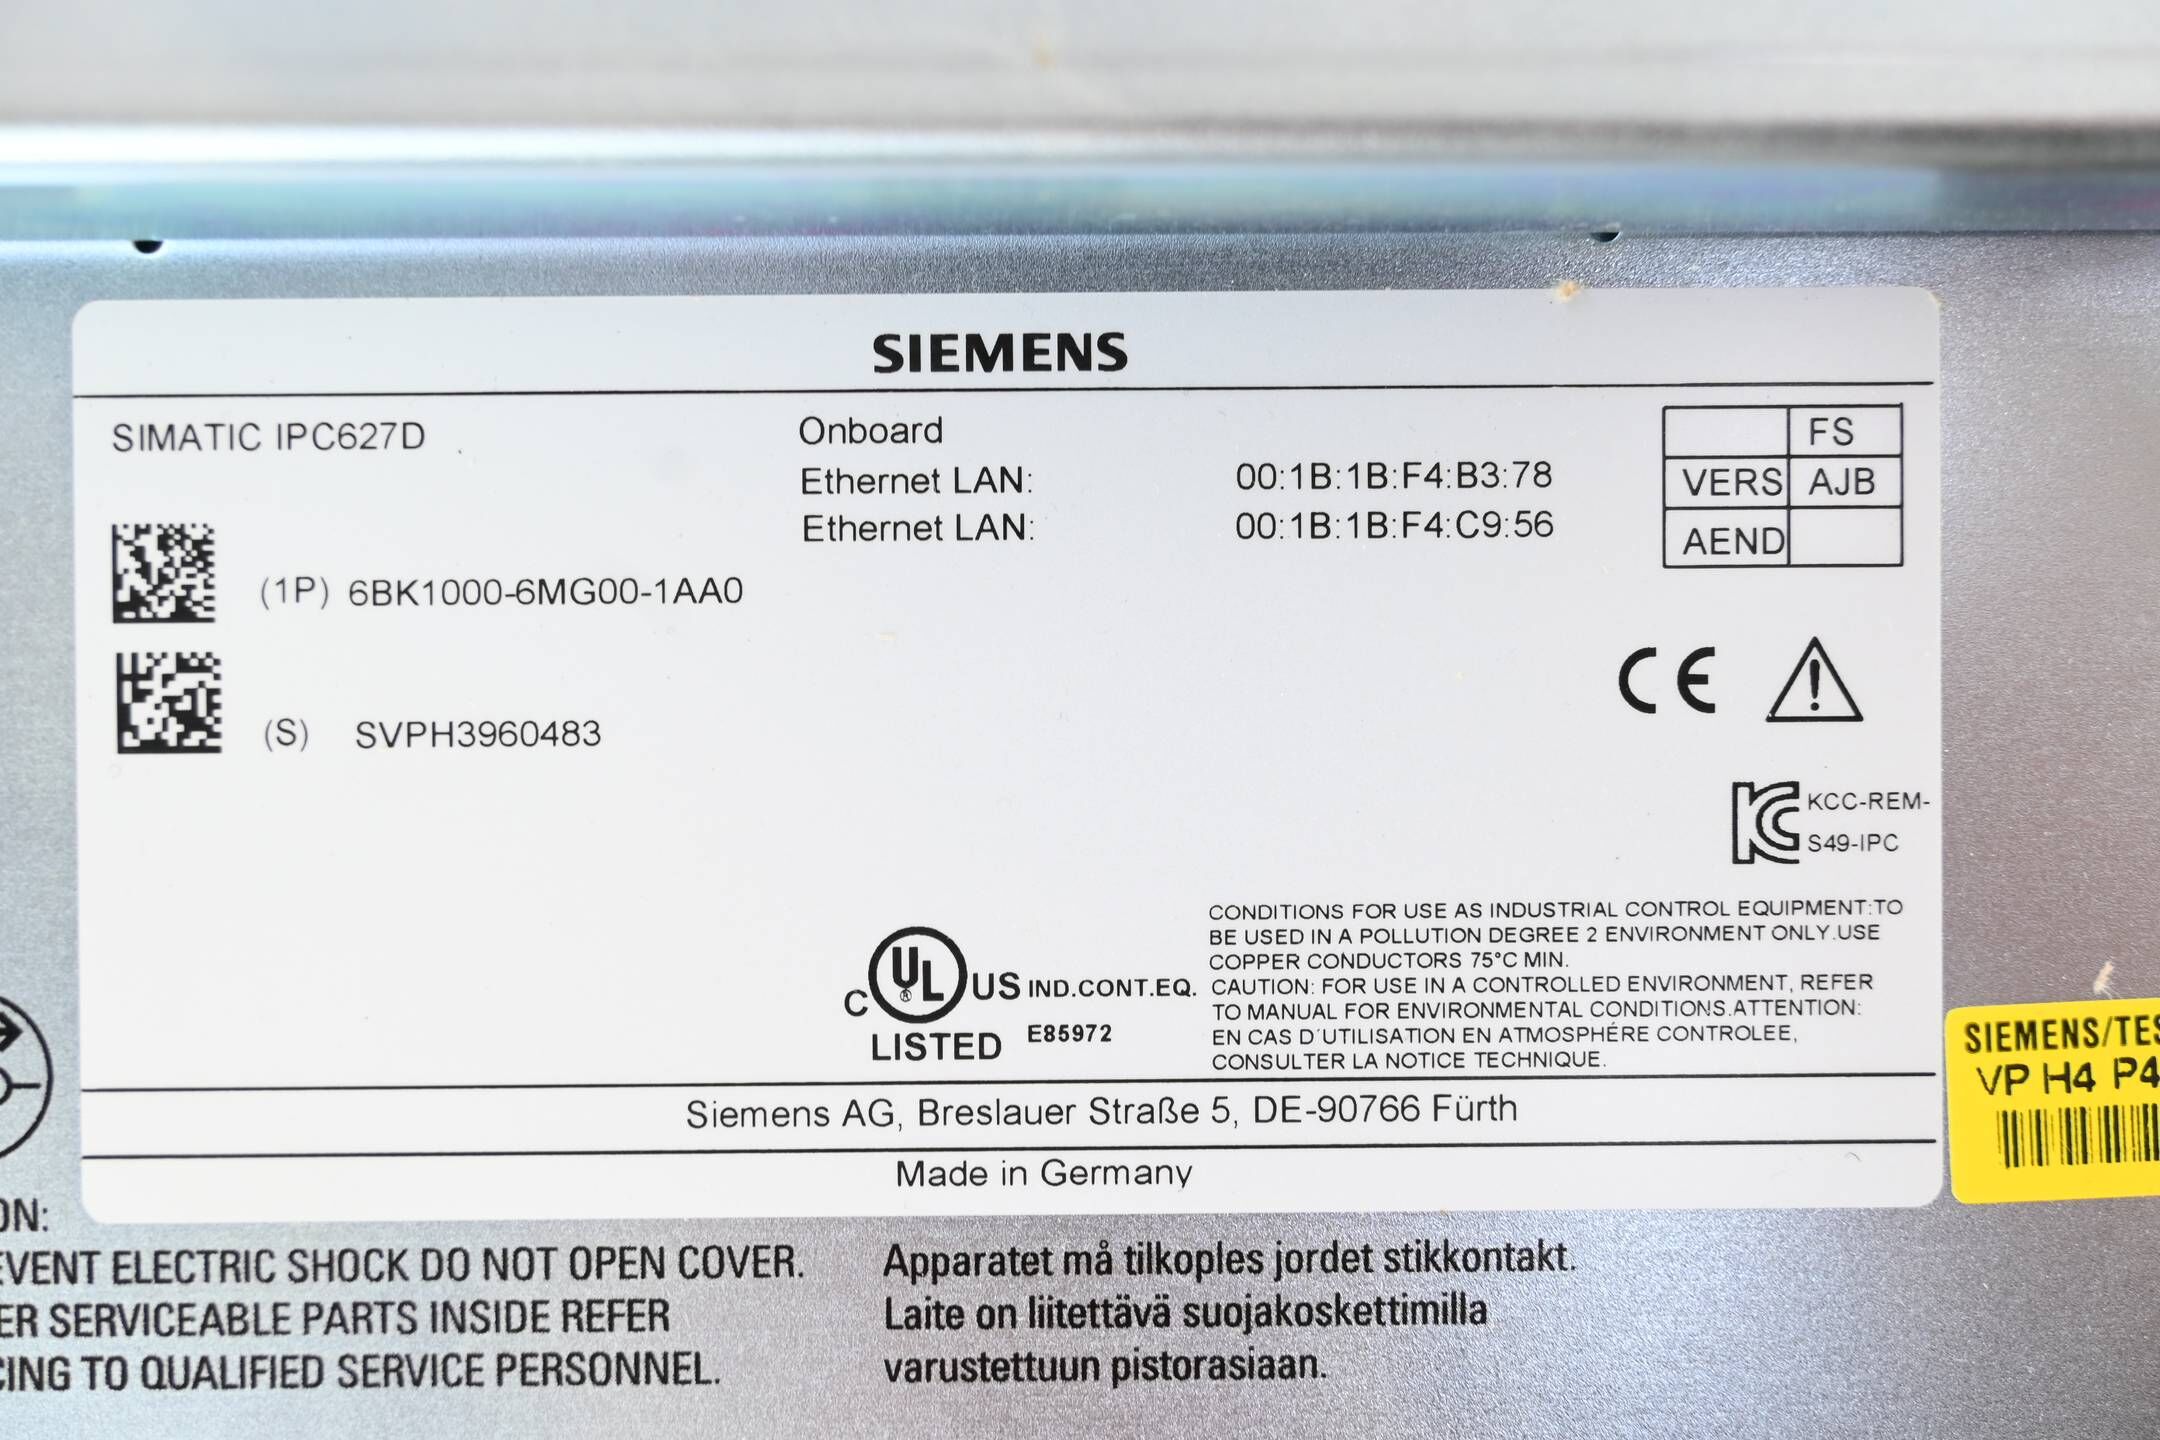 SIEMENS
SIMATIC IPC627D
Onboard
Ethernet LAN: 00:1B:1B:F4:B3:78
Ethernet LAN: 00:1B:1B:F4:C9:56
FS
VERS AJB
AEND
(1P) 6BK1000-6MG00-1AA0
(S) SVPH3960483
CE
KCC-REM-
S49-IPC
C UL® US IND.CONT.EQ.
LISTED E85972
CONDITIONS FOR USE AS INDUSTRIAL CONTROL EQUIPMENT:TO
BE USED IN A POLLUTION DEGREE 2 ENVIRONMENT ONLY.USE
COPPER CONDUCTORS 75°C MIN.
CAUTION: FOR USE IN A CONTROLLED ENVIRONMENT, REFER
TO MANUAL FOR ENVIRONMENTAL CONDITIONS.ATTENTION:
EN CAS D'UTILISATION EN ATMOSPHÉRE CONTROLEE,
CONSULTER LA NOTICE TECHNIQUE.
Siemens AG, Breslauer Straße 5, DE-90766 Fürth
Made in Germany
SIEMENS/TES
VP H4 P4
ON:
EVENT ELECTRIC SHOCK DO NOT OPEN COVER.
ER SERVICEABLE PARTS INSIDE REFER
CING TO QUALIFIED SERVICE PERSONNEL.
Apparatet må tilkoples jordet stikkontakt.
Laite on liitettävä suojakoskettimilla
varustettuun pistorasiaan.